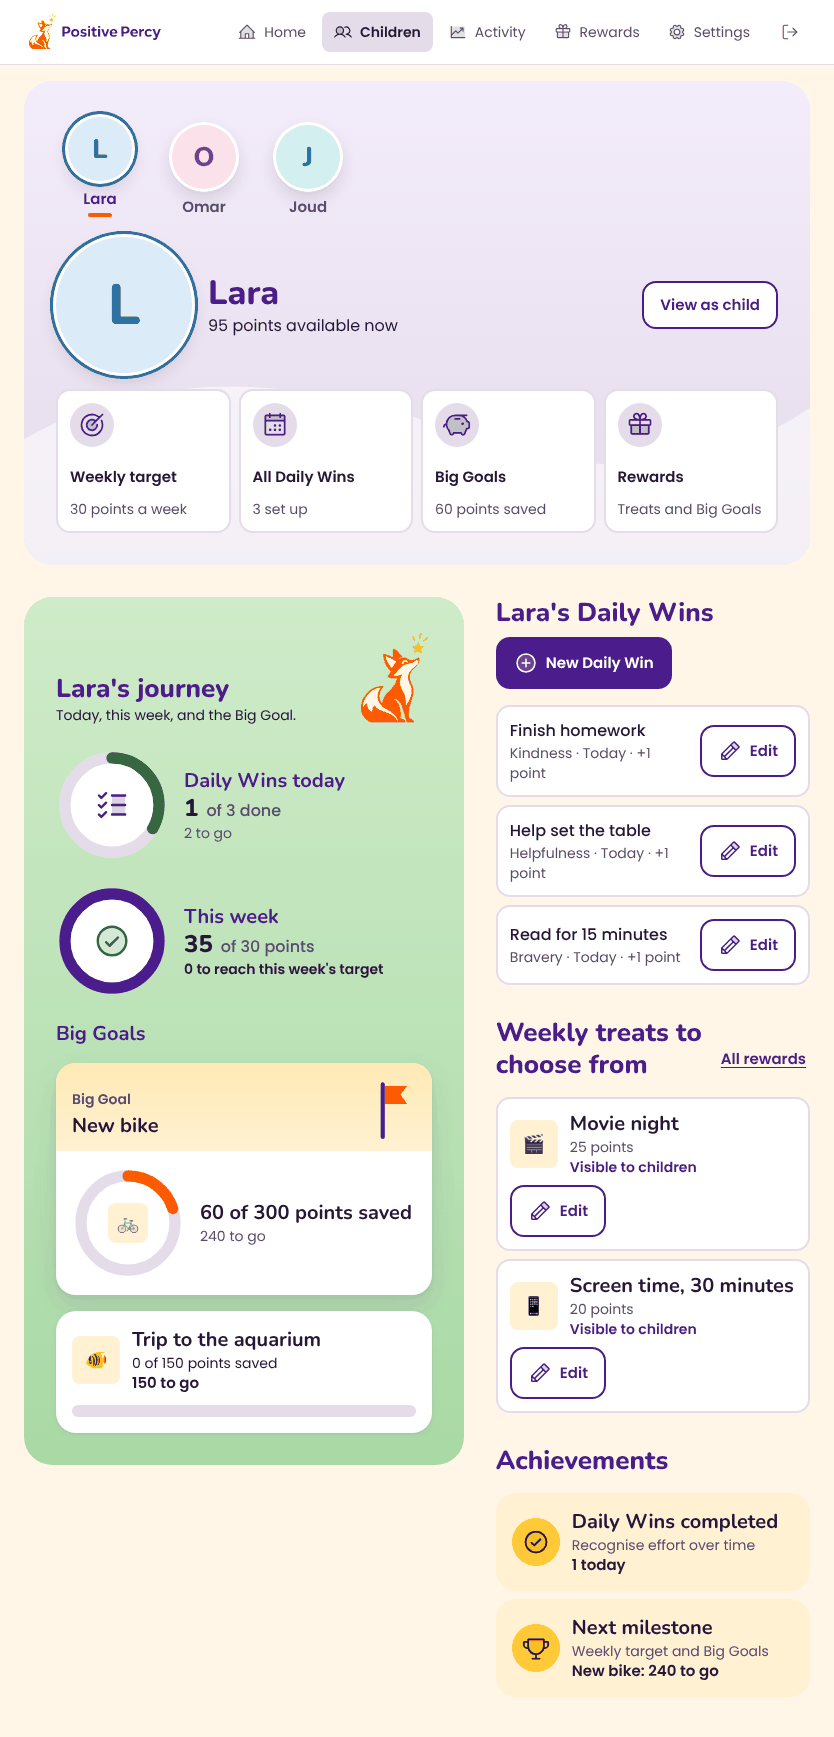 Positive Percy
Home
Children
Activity
Rewards
Settings
L
O
J
Lara
Omar
Joud
L
Lara
95 points available now
View as child
Weekly target
30 points a week
All Daily Wins
3 set up
Big Goals
60 points saved
Rewards
Treats and Big Goals
Lara's journey
Today, this week, and the Big Goal.
Daily Wins today
1 of 3 done
2 to go
This week
35 of 30 points
0 to reach this week's target
Big Goals
Big Goal
New bike
60 of 300 points saved
240 to go
Trip to the aquarium
0 of 150 points saved
150 to go
Lara's Daily Wins
New Daily Win
Finish homework
Kindness · Today · +1
point
Edit
Help set the table
Helpfulness · Today · +1
point
Edit
Read for 15 minutes
Bravery · Today · +1 point
Edit
Weekly treats to
choose from
All rewards
Movie night
25 points
Visible to children
Edit
Screen time, 30 minutes
20 points
Visible to children
Edit
Achievements
Daily Wins completed
Recognise effort over time
1 today
Next milestone
Weekly target and Big Goals
New bike: 240 to go